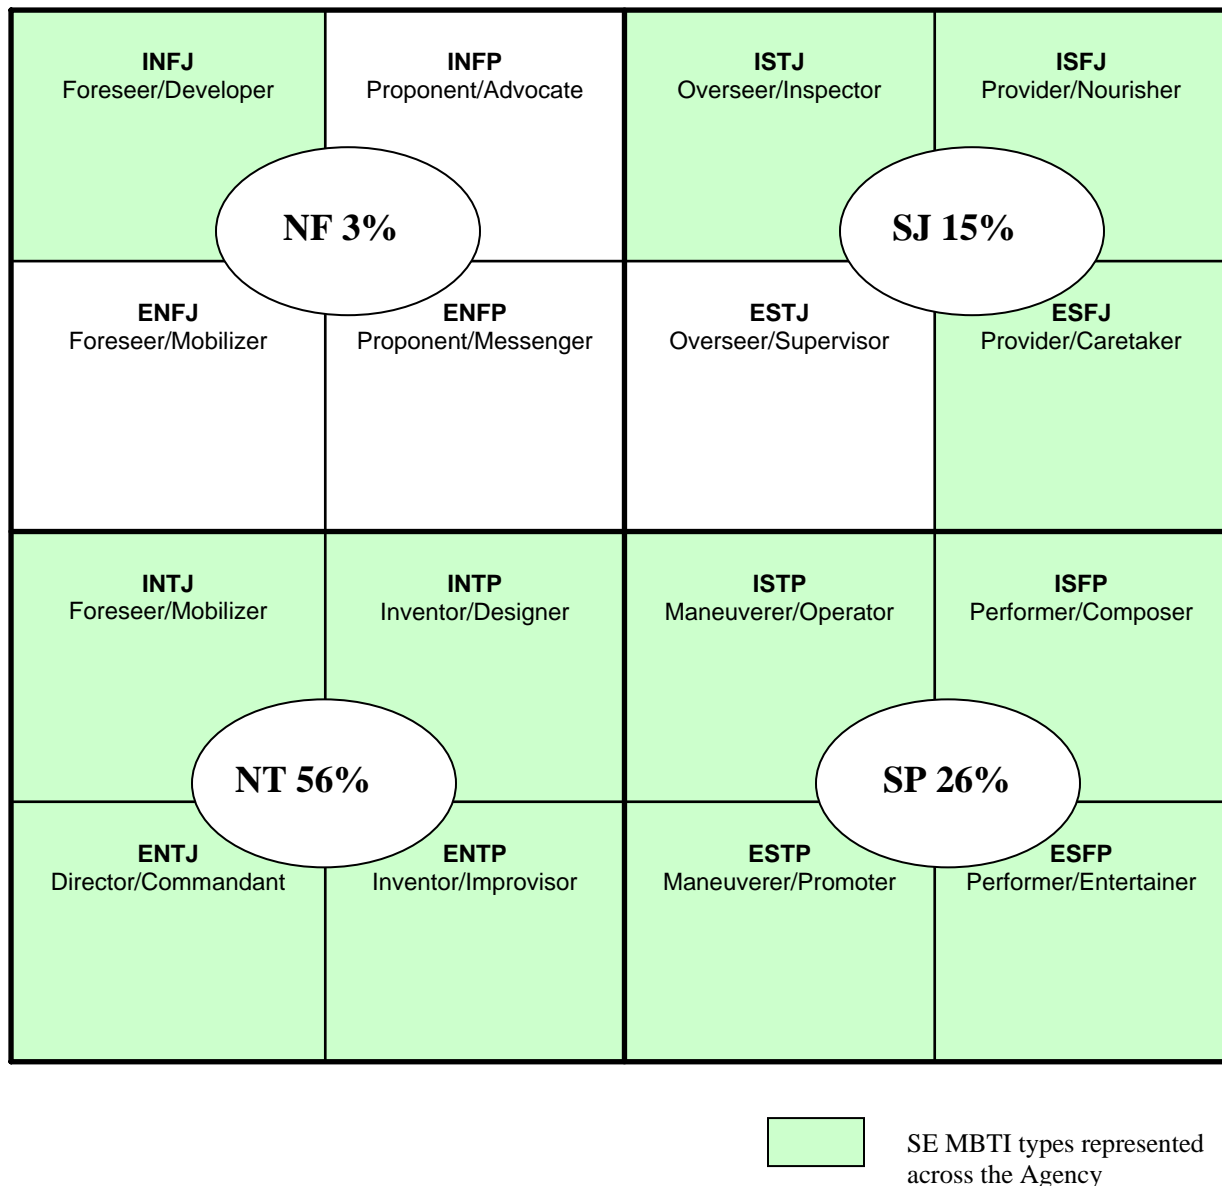 INFJ
Foreseer/Developer
INFP
Proponent/Advocate
ISTJ
Overseer/Inspector
ISFJ
Provider/Nourisher
NF 3%
SJ 15%
ENFJ
Foreseer/Mobilizer
ENFP
Proponent/Messenger
ESTJ
Overseer/Supervisor
ESFJ
Provider/Caretaker
INTJ
Foreseer/Mobilizer
INTP
Inventor/Designer
ISTP
Maneuverer/Operator
ISFP
Performer/Composer
NT 56%
SP 26%
ENTJ
Director/Commandant
ENTP
Inventor/Improvisor
ESTP
Maneuverer/Promoter
ESFP
Performer/Entertainer
SE MBTI types represented
across the Agency